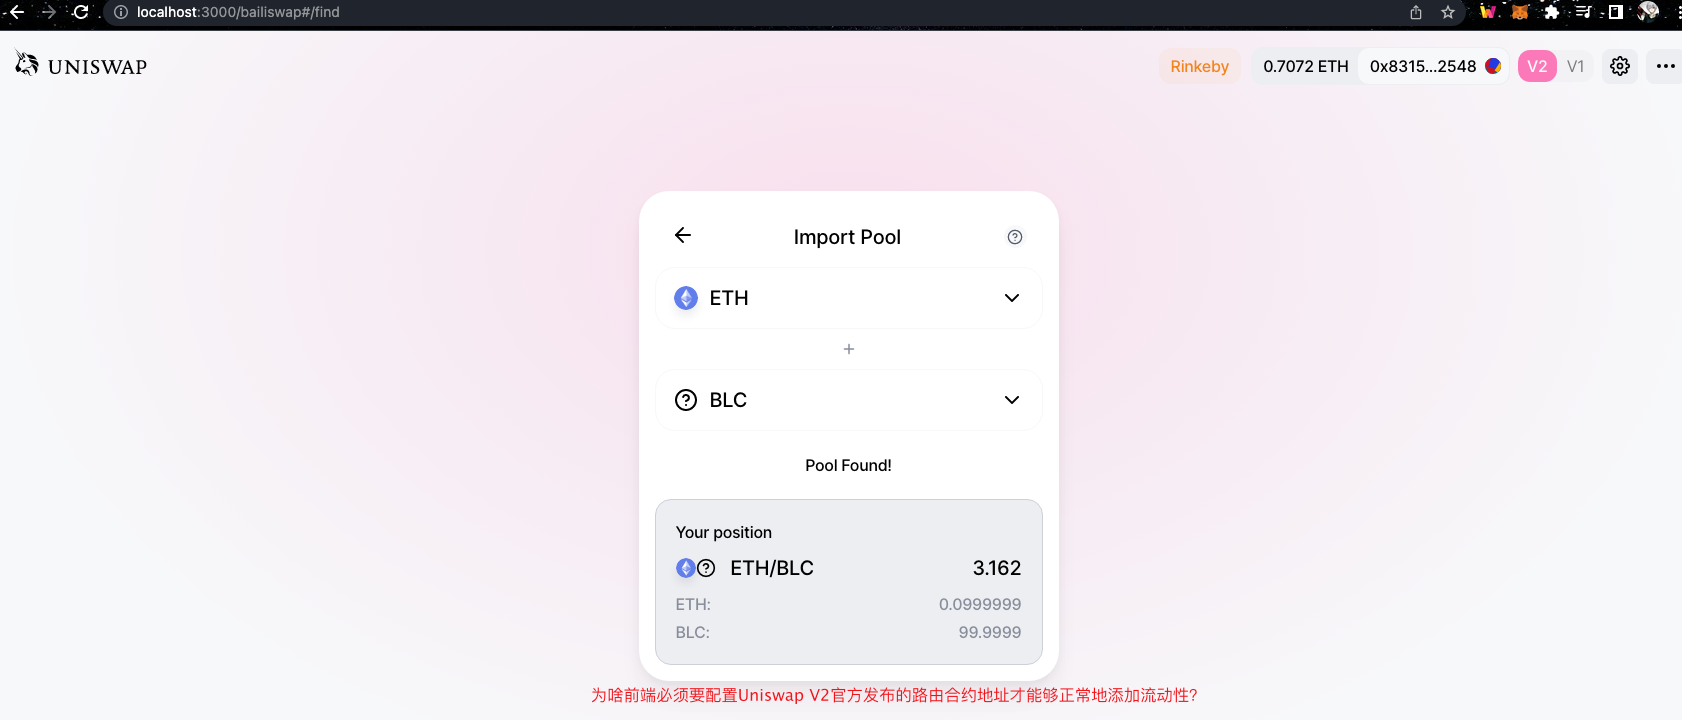 localhost:3000/bailiswap#/find
UNISWAP
Rinkeby
0.7072 ETH
0x8315...2548
V2
V1
Import Pool
ETH
+
BLC
Pool Found!
Your position
ETH/BLC 3.162
ETH: 0.0999999
BLC: 99.9999
为啥前端必须要配置Uniswap V2官方发布的路由合约地址才能够正常地添加流动性?